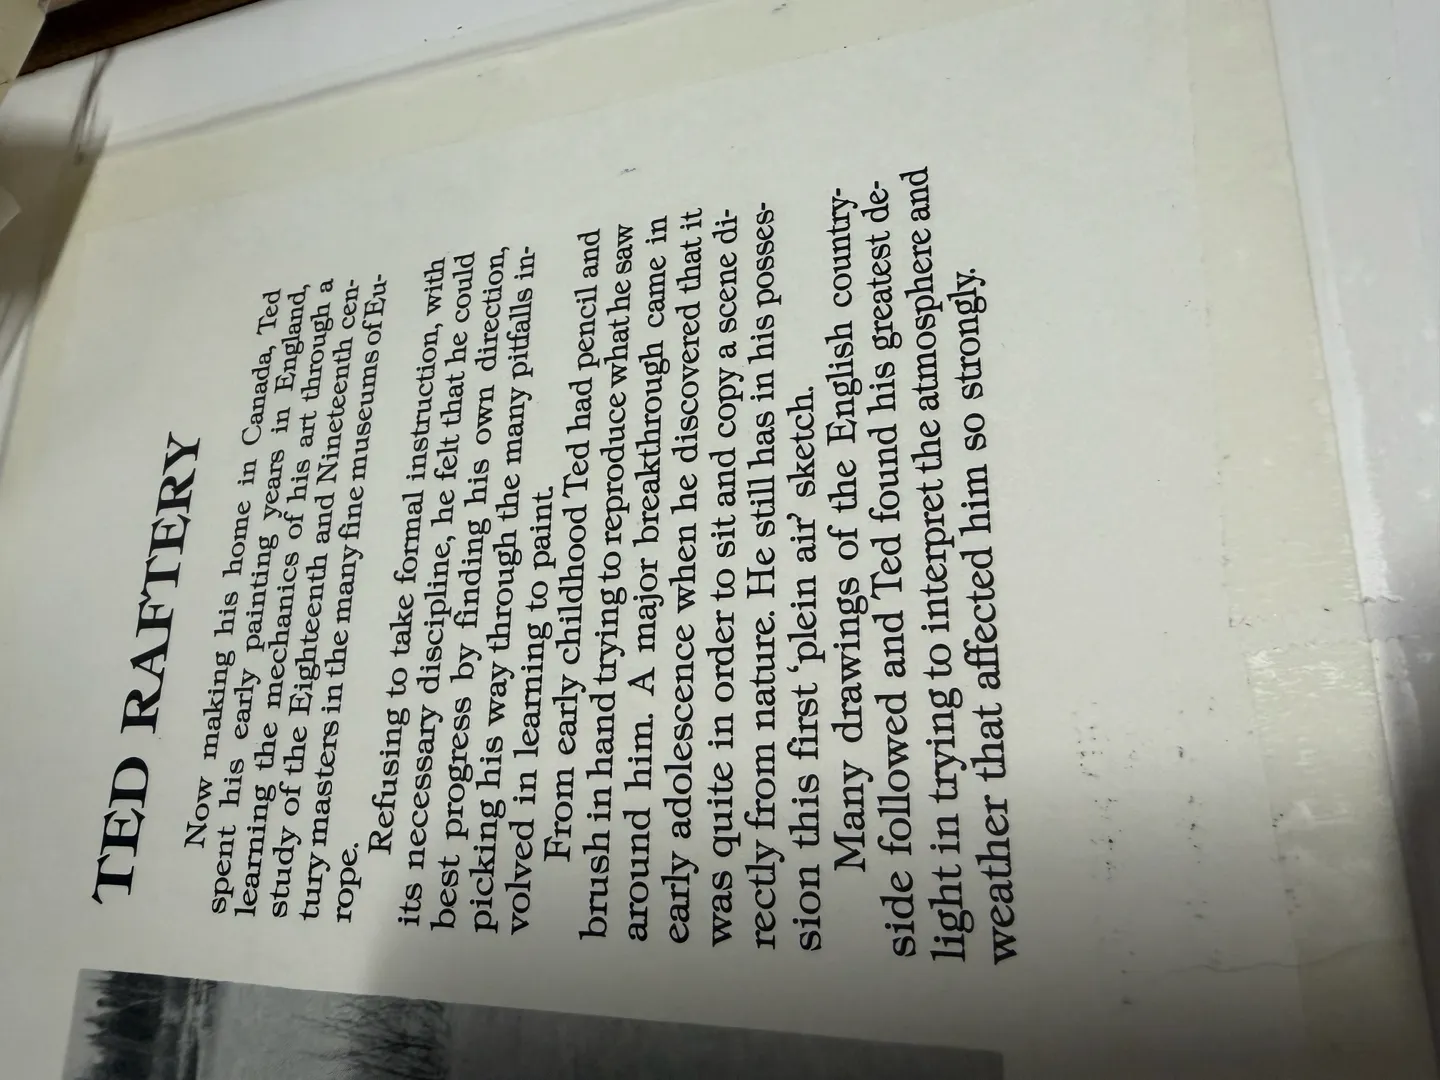 TED RAFTERY
Now making his home in Canada, Ted
spent his early painting years in England,
learning the mechanics of his art through a
study of the Eighteenth and Nineteenth cen-
tury masters in the many fine museums of Eu-
rope.
Refusing to take formal instruction, with
its necessary discipline, he felt that he could
best progress by finding his own direction,
picking his way through the many pitfalls in-
volved in learning to paint.
From early childhood Ted had pencil and
brush in hand trying to reproduce what he saw
around him. A major breakthrough came in
early adolescence when he discovered that it
was quite in order to sit and copy a scene di-
rectly from nature. He still has in his posses-
sion this first ‘plein air’ sketch.
Many drawings of the English country-
side followed and Ted found his greatest de-
light in trying to interpret the atmosphere and
weather that affected him so strongly.